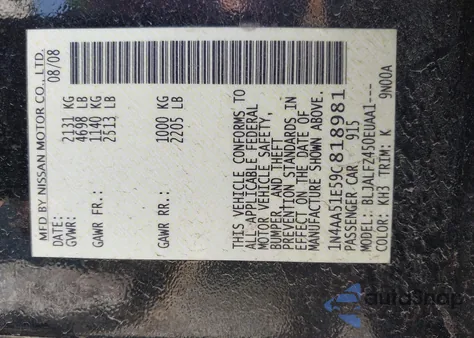 MFD BY NISSAN MOTOR CO., LTD.
08/08
GVWR: 2131 KG
4698 LB
GAWR FR.: 1140 KG
2513 LB
GAWR RR.: 1000 KG
2205 LB
THIS VEHICLE CONFORMS TO
ALL APPLICABLE FEDERAL
MOTOR VEHICLE SAFETY,
BUMPER, AND THEFT
PREVENTION STANDARDS IN
EFFECT ON THE DATE OF
MANUFACTURE SHOWN ABOVE.
1N4AA51E59C818981
PASSENGER CAR 915
MODEL: BLJALFZ450EUAAI---
COLOR: KH3 TRIM: K 9N00A
autosnap